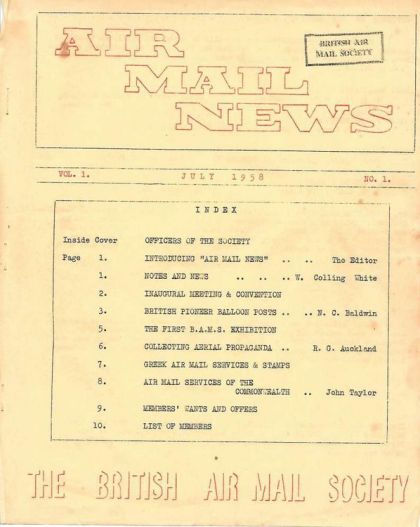 AIR
MAIL
NEWS
BRITISH AIR
MAIL SOCIETY
VOL. 1. JULY 1958 NO. 1.
INDEX
Inside Cover OFFICERS OF THE SOCIETY
Page 1. INTRODUCING "AIR MAIL NEWS" .. .. The Editor
1. NOTES AND NEWS .. .. .. W. Colling White
2. INAUGURAL MEETING & CONVENTION
3. BRITISH PIONEER BALLOON POSTS .. .. N. C. Baldwin
5. THE FIRST B.A.M.S. EXHIBITION
6. COLLECTING AERIAL PROPAGANDA .. R. G. Auckland
7. GREEK AIR MAIL SERVICES & STAMPS
8. AIR MAIL SERVICES OF THE
COMMONWEALTH .. John Taylor
9. MEMBERS' WANTS AND OFFERS
10. LIST OF MEMBERS
THE BRITISH AIR MAIL SOCIETY